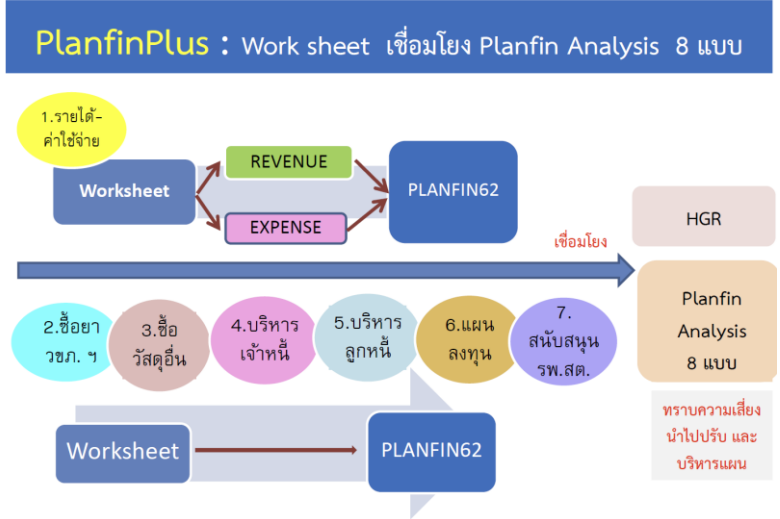 PlanfinPlus : Work sheet เชื่อมโยง Planfin Analysis 8 แบบ
1.รายได้-
ค่าใช้จ่าย
Worksheet
REVENUE
EXPENSE
PLANFIN62
HGR
เชื่อมโยง
Planfin
Analysis
8 แบบ
2.ซื้อยา
วชภ. ฯ
3.ซื้อ
วัสดุอื่น
4.บริหาร
เจ้าหนี้
5.บริหาร
ลูกหนี้
6.แผน
ลงทุน
7.
สนับสนุน
รพ.สต.
Worksheet
PLANFIN62
ทราบความเสี่ยง
นำไปปรับ และ
บริหารแผน